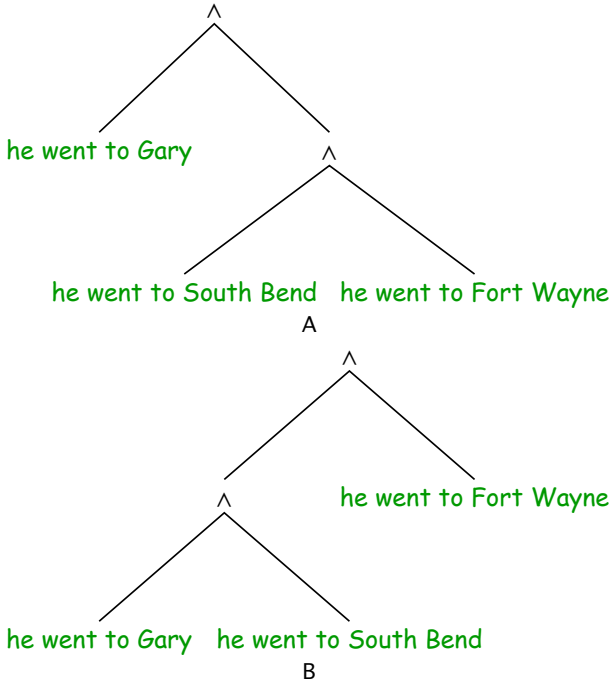 ∧
he went to Gary
∧
he went to South Bend he went to Fort Wayne
A
∧
he went to Fort Wayne
∧
he went to Gary he went to South Bend
B